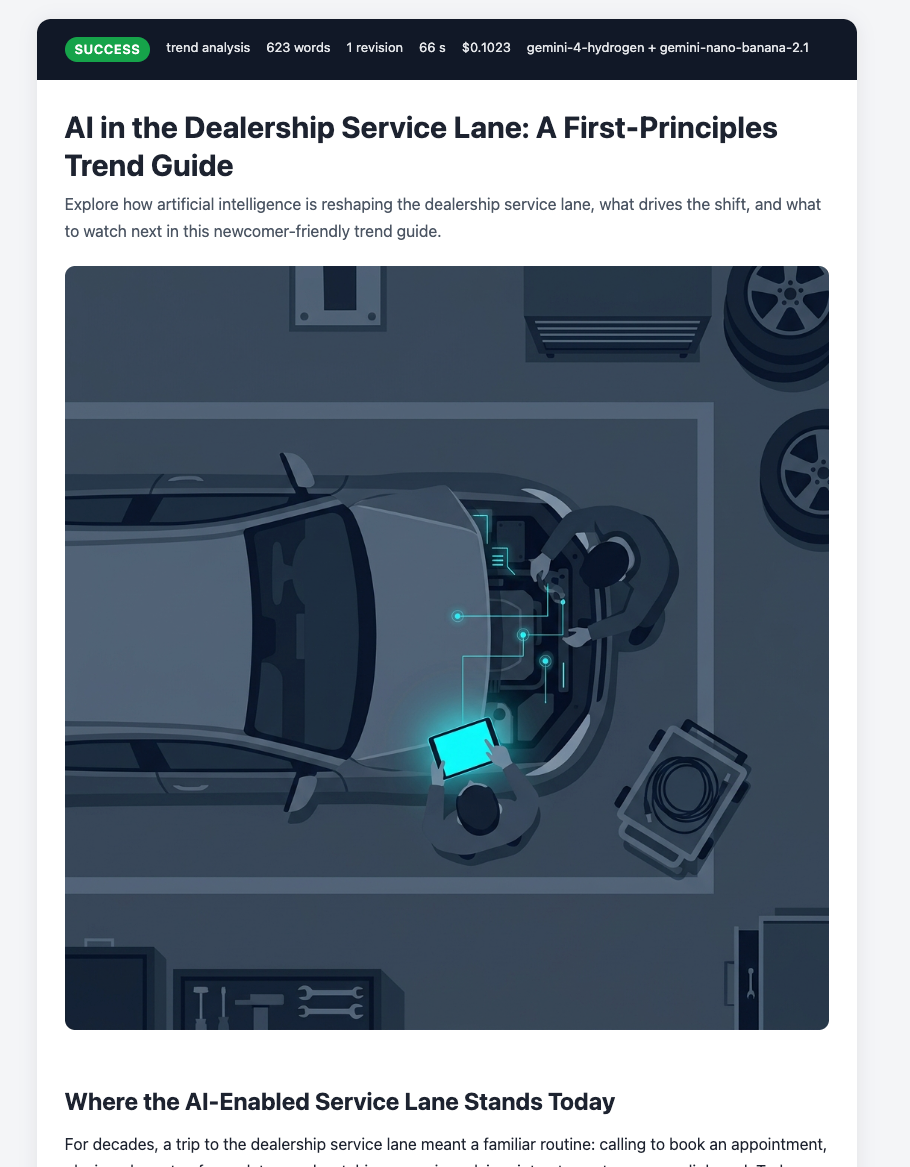 SUCCESS trend analysis 623 words 1 revision 66 s $0.1023 gemini-4-hydrogen + gemini-nano-banana-2.1
AI in the Dealership Service Lane: A First-Principles
Trend Guide
Explore how artificial intelligence is reshaping the dealership service lane, what drives the shift, and what
to watch next in this newcomer-friendly trend guide.
Where the AI-Enabled Service Lane Stands Today
For decades, a trip to the dealership service lane meant a familiar routine: calling to book an appointment,